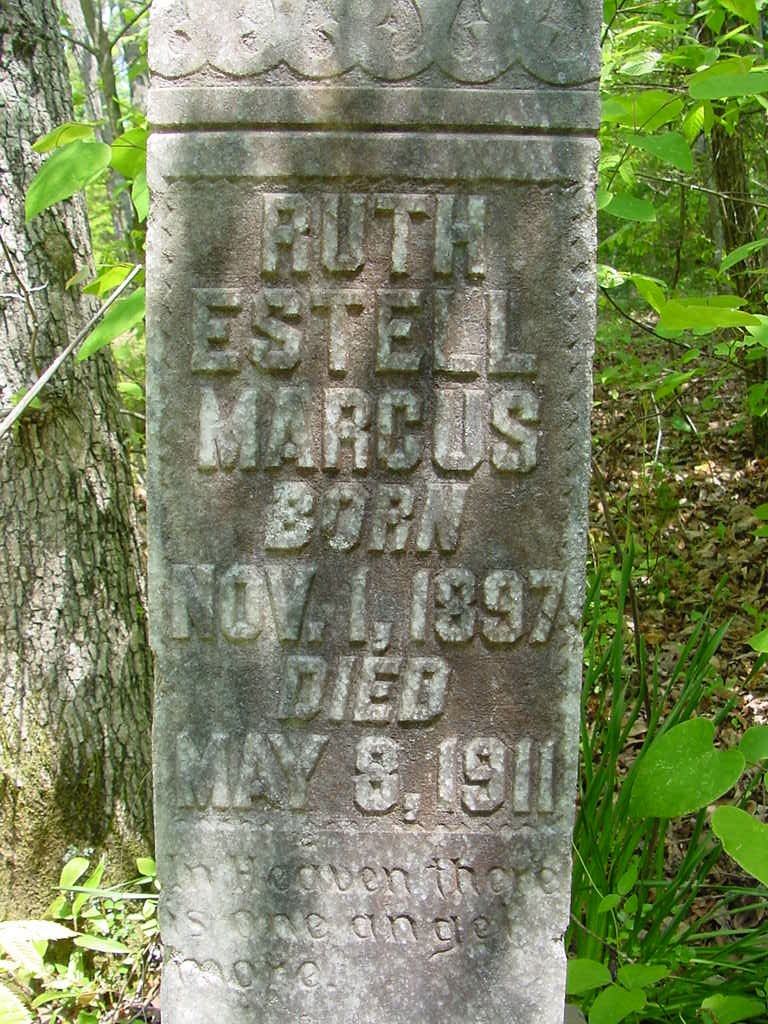 RUTH
ESTELL
MARCUS
BORN
NOV. 1, 1897
DIED
MAY 8, 1911
In Heaven there
is one angel
more.